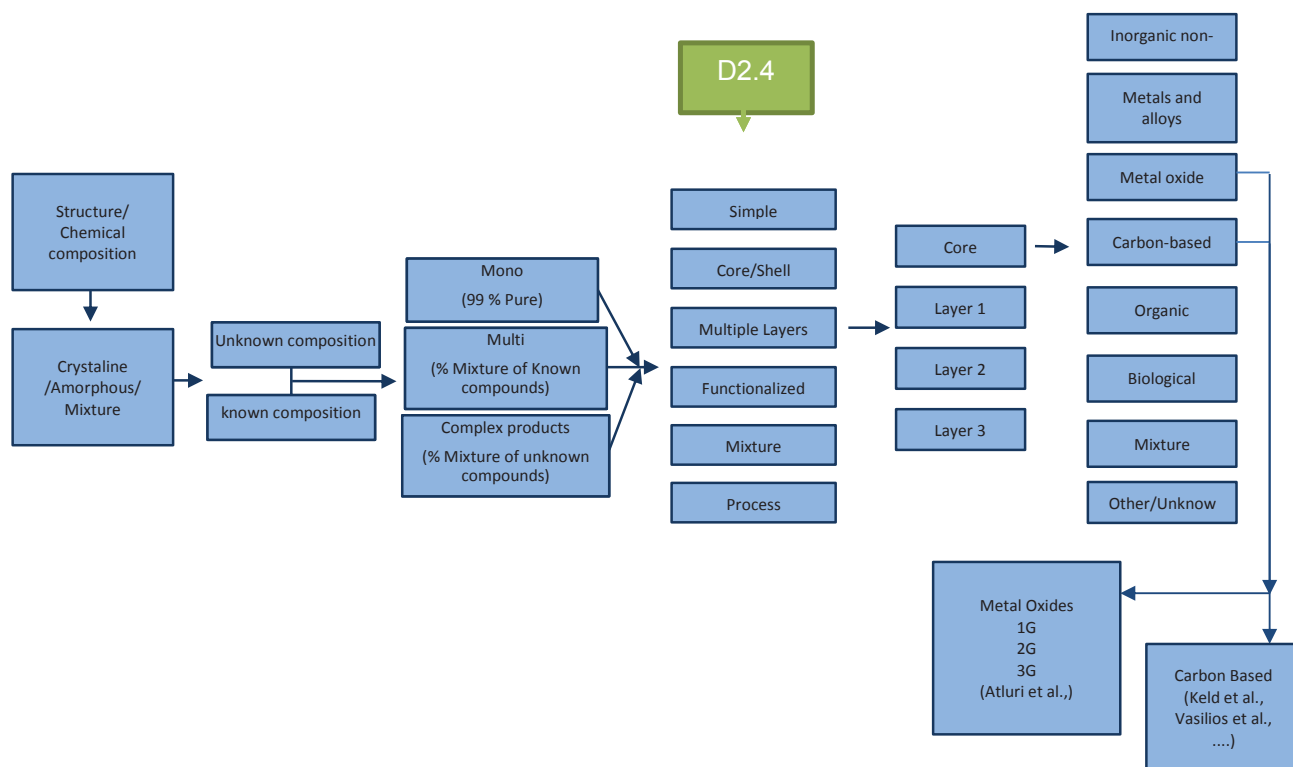 D2.4
Structure/
Chemical
composition
Crystaline
/Amorphous/
Mixture
Unknown composition
known composition
Mono
(99 % Pure)
Multi
(% Mixture of Known
compounds)
Complex products
(% Mixture of unknown
compounds)
Simple
Core/Shell
Multiple Layers
Functionalized
Mixture
Process
Core
Layer 1
Layer 2
Layer 3
Inorganic non-
Metals and
alloys
Metal oxide
Carbon-based
Organic
Biological
Mixture
Other/Unknow
Metal Oxides
1G
2G
3G
(Atluri et al.,)
Carbon Based
(Keld et al.,
Vasilios et al.,
....)